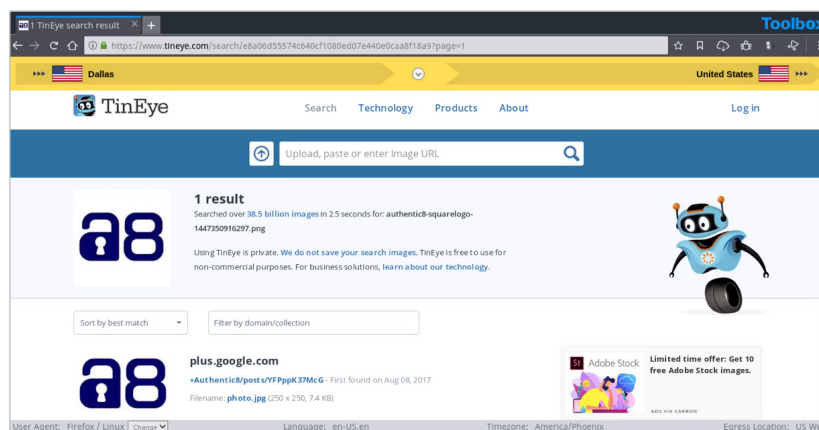 Toolbox
a8 1 TinEye search result × +
https://www.tineye.com/search/e8a06d55574c640cf1080ed07e440e0caa8f18a9?page=1
Dallas
United States
TinEye
Search Technology Products About Log in
Upload, paste or enter Image URL
a8
1 result
Searched over 38.5 billion images in 2.5 seconds for: authentic8-squarelogo-
1447350916297.png
Using TinEye is private. We do not save your search images. TinEye is free to use for
non-commercial purposes. For business solutions, learn about our technology.
Sort by best match
Filter by domain/collection
a8
plus.google.com
+Authentic8/posts/YFPppK37McG - First found on Aug 08, 2017
Filename: photo.jpg (250 x 250, 7.4 KB)
St Adobe Stock
Limited time offer: Get 10
free Adobe Stock images.
ADS VIA CARBON
User Agent: Firefox / Linux Change Language: en-US,en Timezone: America/Phoenix Egress Location: US We